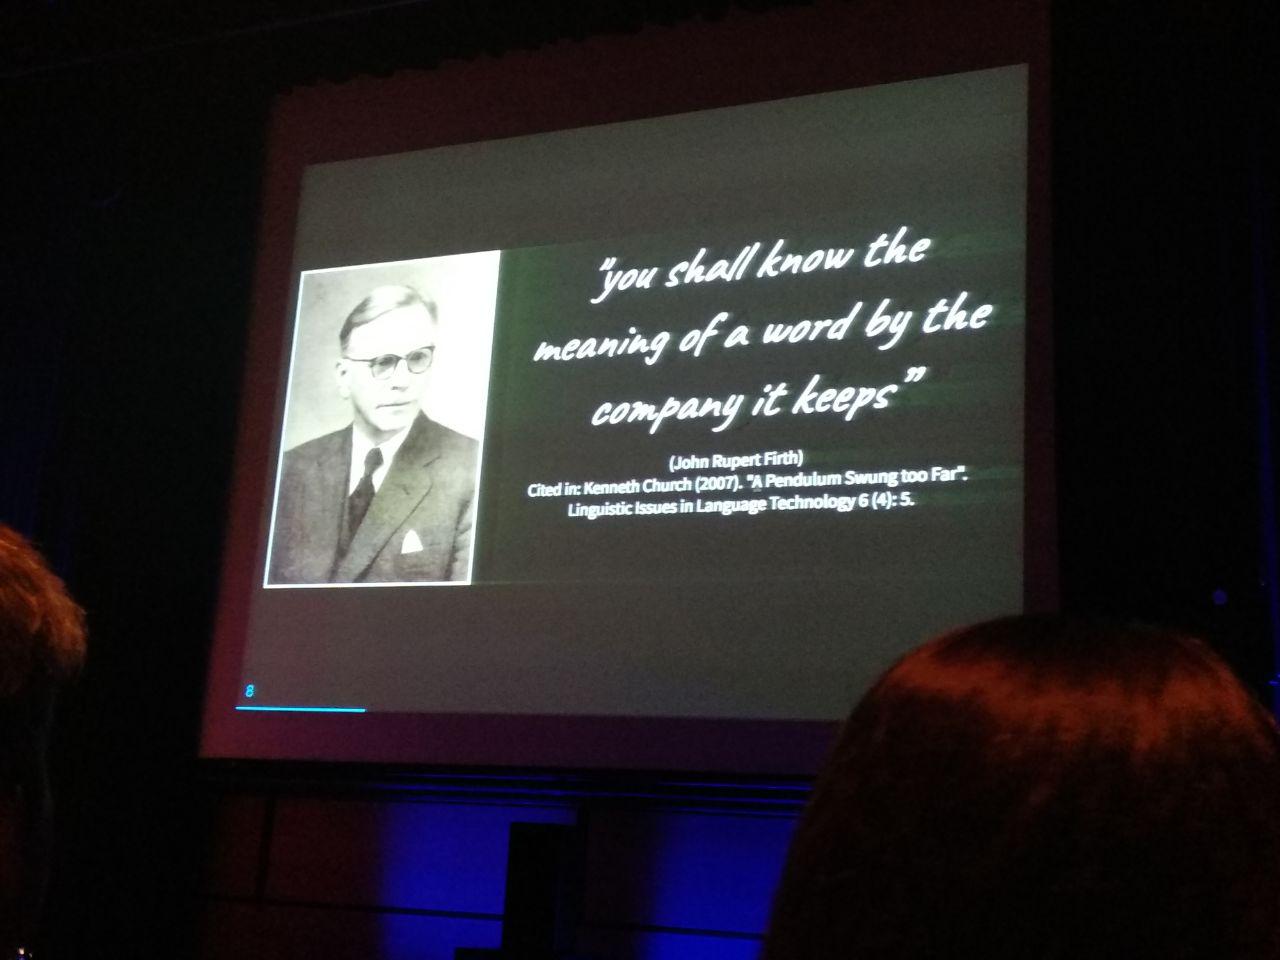 "you shall know the
meaning of a word by the
company it keeps”
(John Rupert Firth)
Cited in: Kenneth Church (2007). "A Pendulum Swung too Far".
Linguistic Issues in Language Technology 6 (4): 5.
8